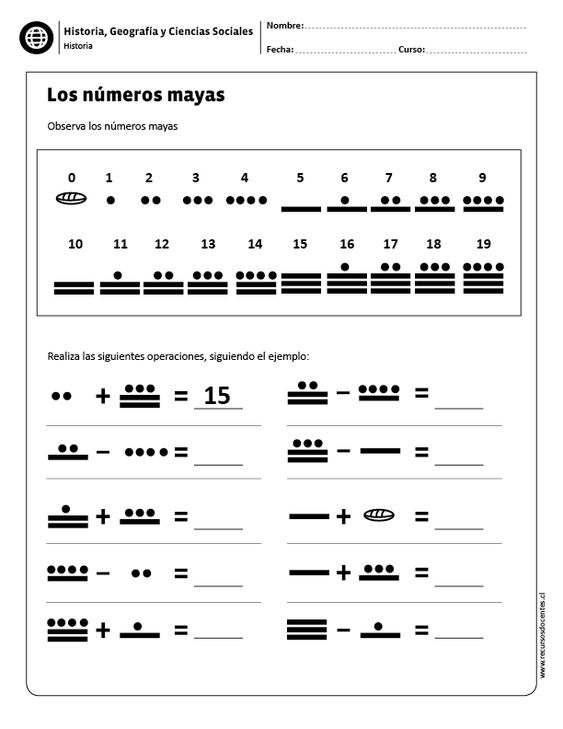 Historia, Geografía y Ciencias Sociales
Historia
Nombre:
Fecha:
Curso:
Los números mayas
Observa los números mayas
0 1 2 3 4 5 6 7 8 9
10 11 12 13 14 15 16 17 18 19
Realiza las siguientes operaciones, siguiendo el ejemplo:
+ = 15
- =
- =
- =
+ =
+ =
- =
+ =
+ =
- =
www.recursosdocentes.cl